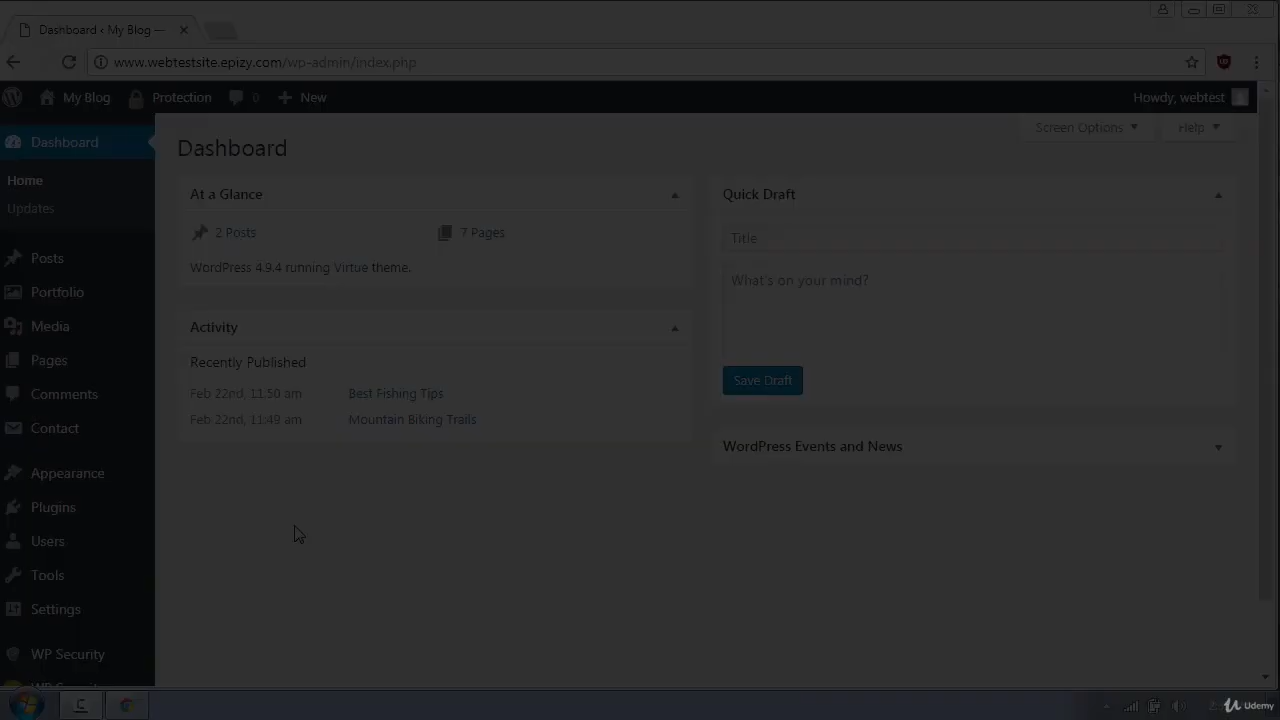 Dashboard ‹ My Blog —
www.webtestsite.epizy.com/wp-admin/index.php
My Blog
Protection
0
New
Howdy, webtest
Dashboard
Home
Updates
Posts
Portfolio
Media
Pages
Comments
Contact
Appearance
Plugins
Users
Tools
Settings
WP Security
Screen Options
Help
Dashboard
At a Glance
2 Posts
7 Pages
WordPress 4.9.4 running Virtue theme.
Activity
Recently Published
Feb 22nd, 11:50 am Best Fishing Tips
Feb 22nd, 11:49 am Mountain Biking Trails
Quick Draft
Title
What's on your mind?
Save Draft
WordPress Events and News
Udemy